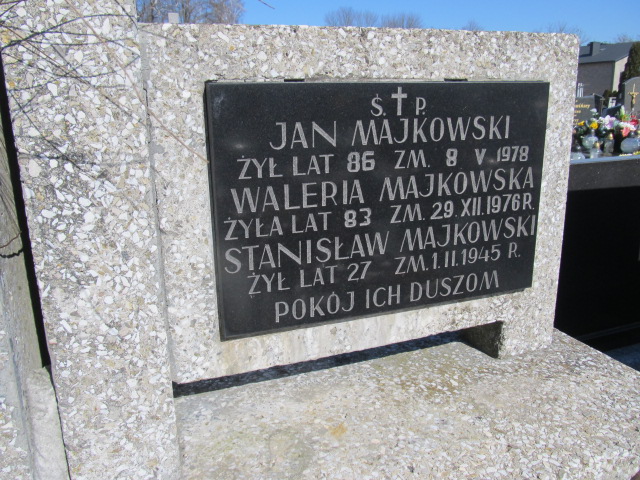 Ś. † P.
JAN MAJKOWSKI
ŻYŁ LAT 86 ZM. 8 V 1978
WALERIA MAJKOWSKA
ŻYŁA LAT 83 ZM. 29.XII.1976 R.
STANISŁAW MAJKOWSKI
ŻYŁ LAT 27 ZM. 1.II.1945 R.
POKÓJ ICH DUSZOM